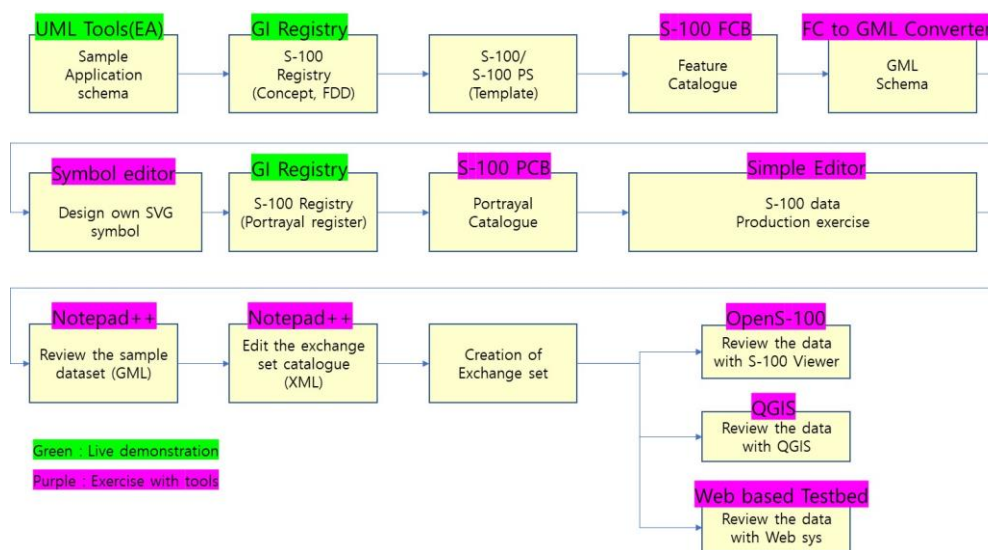 UML Tools(EA)
Sample
Application
schema
GI Registry
S-100
Registry
(Concept, FDD)
S-100/
S-100 PS
(Template)
S-100 FCB
Feature
Catalogue
FC to GML Converter
GML
Schema
Symbol editor
Design own SVG
symbol
GI Registry
S-100 Registry
(Portrayal register)
S-100 PCB
Portrayal
Catalogue
Simple Editor
S-100 data
Production exercise
Notepad++
Review the sample
dataset (GML)
Notepad++
Edit the exchange
set catalogue
(XML)
Creation of
Exchange set
OpenS-100
Review the data
with S-100 Viewer
QGIS
Review the data
with QGIS
Web based Testbed
Review the data
with Web sys
Green : Live demonstration
Purple : Exercise with tools